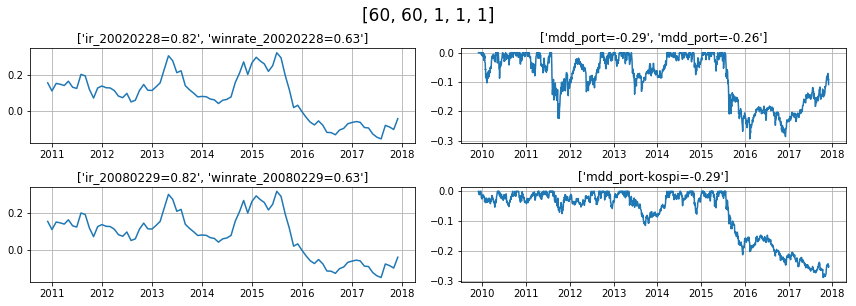 [60, 60, 1, 1, 1]
['ir_20020228=0.82', 'winrate_20020228=0.63']
0.2
0.0
2011 2012 2013 2014 2015 2016 2017 2018
['mdd_port=-0.29', 'mdd_port=-0.26']
0.0
−0.1
−0.2
−0.3
2010 2011 2012 2013 2014 2015 2016 2017 2018
['ir_20080229=0.82', 'winrate_20080229=0.63']
0.2
0.0
2011 2012 2013 2014 2015 2016 2017 2018
['mdd_port-kospi=-0.29']
0.0
−0.1
−0.2
−0.3
2010 2011 2012 2013 2014 2015 2016 2017 2018